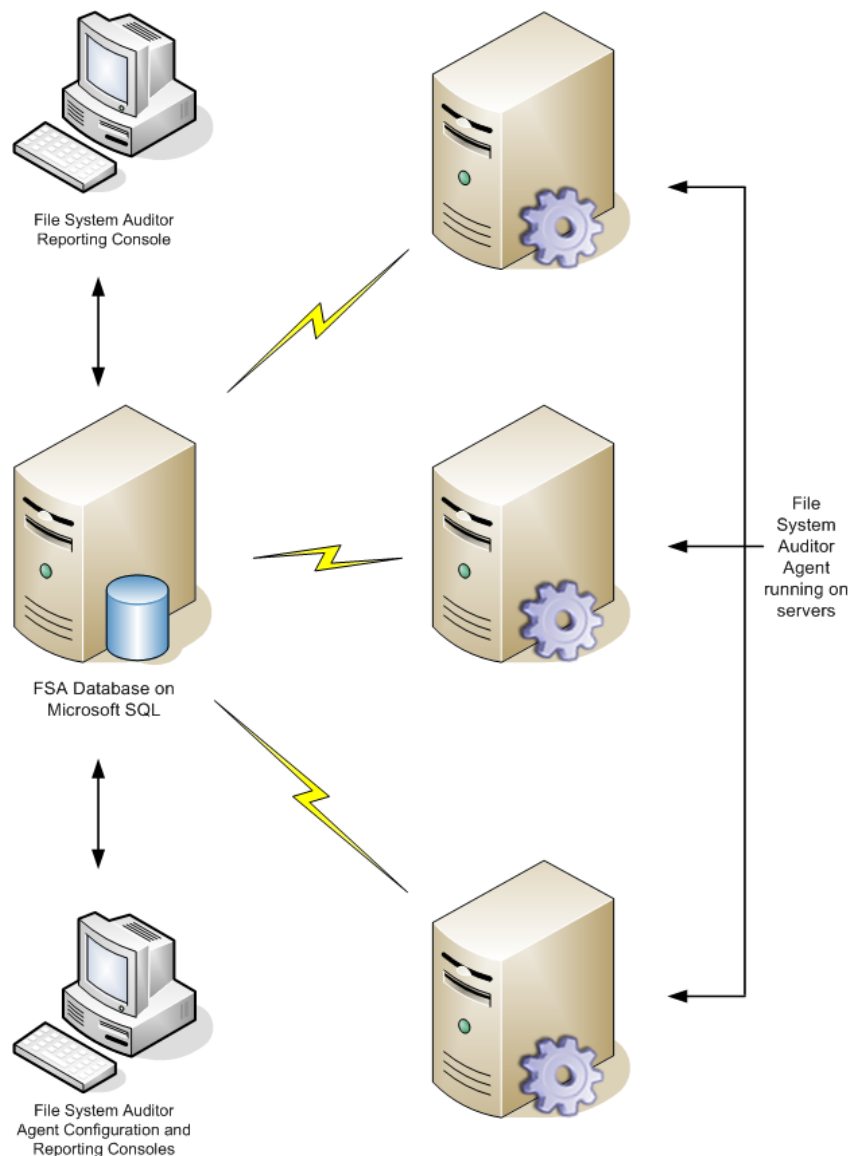 File System Auditor
Reporting Console
File
System
Auditor
Agent
running on
servers
FSA Database on
Microsoft SQL
File System Auditor
Agent Configuration and
Reporting Consoles